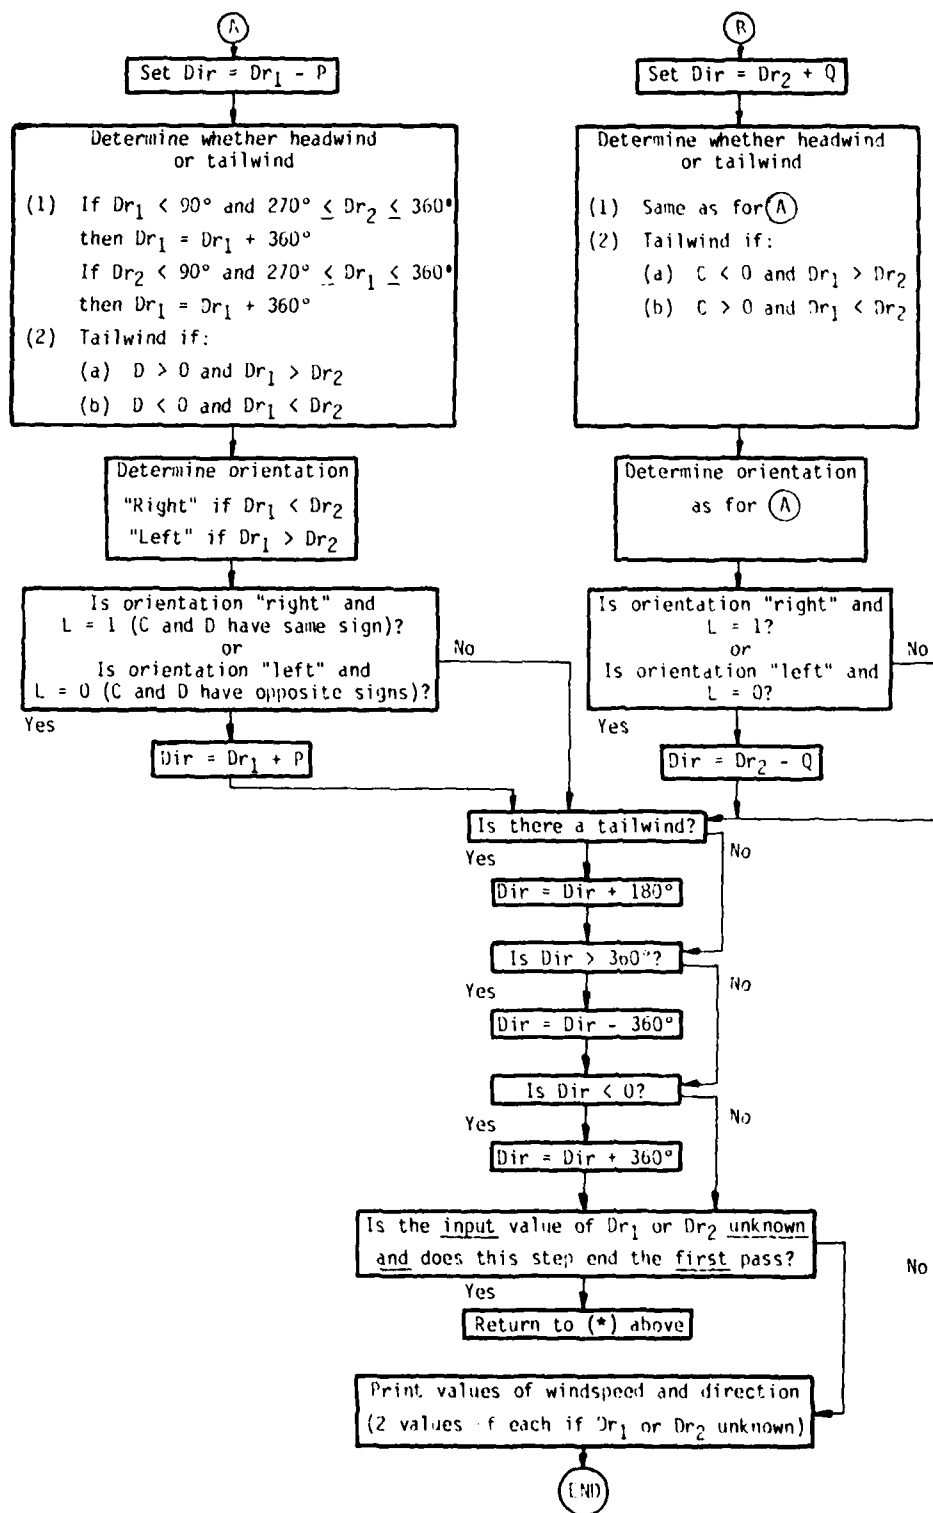 A
Set Dir = Dr1 - P
Determine whether headwind
or tailwind
(1) If Dr1 < 90° and 270° ≤ Dr2 ≤ 360°
then Dr1 = Dr1 + 360°
If Dr2 < 90° and 270° ≤ Dr1 ≤ 360°
then Dr1 = Dr1 + 360°
(2) Tailwind if:
(a) D > 0 and Dr1 > Dr2
(b) D < 0 and Dr1 < Dr2
Determine orientation
"Right" if Dr1 < Dr2
"Left" if Dr1 > Dr2
Is orientation "right" and
L = 1 (C and D have same sign)?
or
Is orientation "left" and
L = 0 (C and D have opposite signs)?
No
Yes
Dir = Dr1 + P
B
Set Dir = Dr2 + Q
Determine whether headwind
or tailwind
(1) Same as for A
(2) Tailwind if:
(a) C < 0 and Dr1 > Dr2
(b) C > 0 and Dr1 < Dr2
Determine orientation
as for A
Is orientation "right" and
L = 1?
or
Is orientation "left" and
L = 0?
No
Yes
Dir = Dr2 - Q
Is there a tailwind?
Yes
No
Dir = Dir + 180°
Is Dir > 360°?
Yes
No
Dir = Dir - 360°
Is Dir < 0?
Yes
No
Dir = Dir + 360°
Is the input value of Dr1 or Dr2 unknown
and does this step end the first pass?
No
Yes
Return to (*) above
Print values of windspeed and direction
(2 values of each if Dr1 or Dr2 unknown)
END